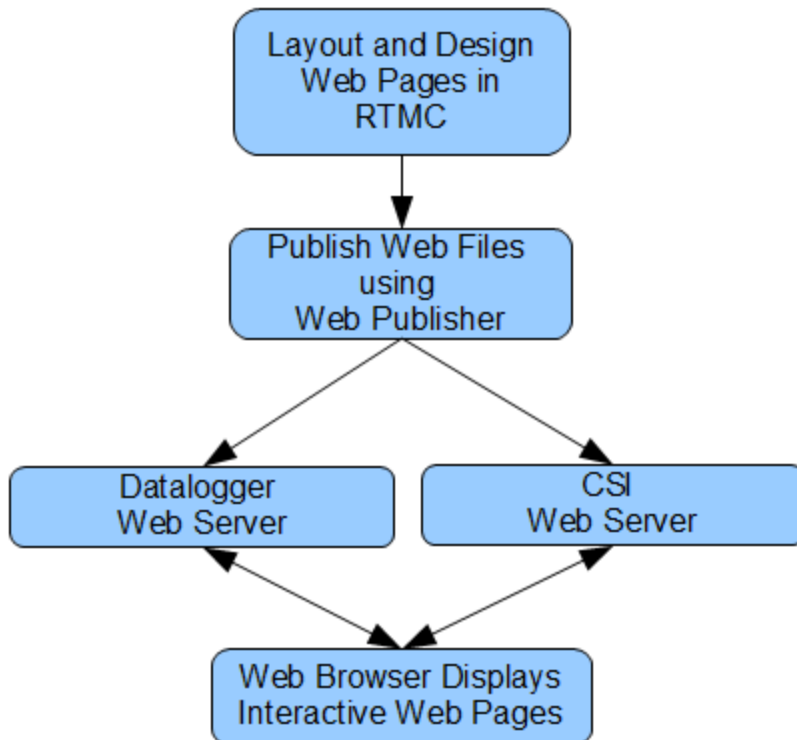 Layout and Design
Web Pages in
RTMC
Publish Web Files
using
Web Publisher
Datalogger
Web Server
CSI
Web Server
Web Browser Displays
Interactive Web Pages